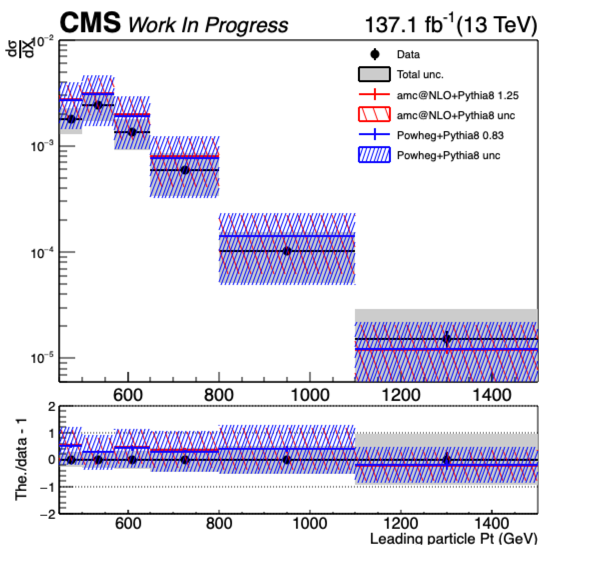 CMS Work In Progress 137.1 fb⁻¹(13 TeV)
dσ/dX
10⁻²
10⁻³
10⁻⁴
10⁻⁵
Data
Total unc.
amc@NLO+Pythia8 1.25
amc@NLO+Pythia8 unc
Powheg+Pythia8 0.83
Powheg+Pythia8 unc
600 800 1000 1200 1400
The./data - 1
2
1
0
−1
−2
600 800 1000 1200 1400
Leading particle Pt (GeV)